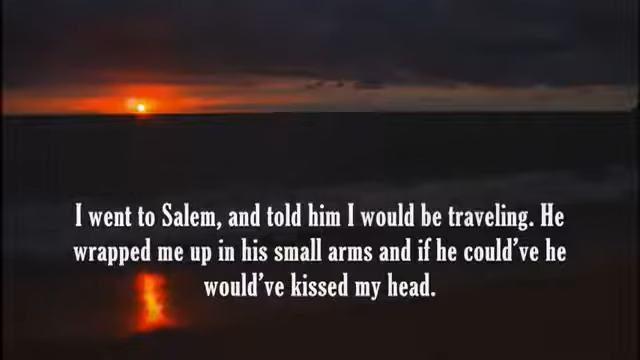 I went to Salem, and told him I would be traveling. He
wrapped me up in his small arms and if he could've he
would've kissed my head.